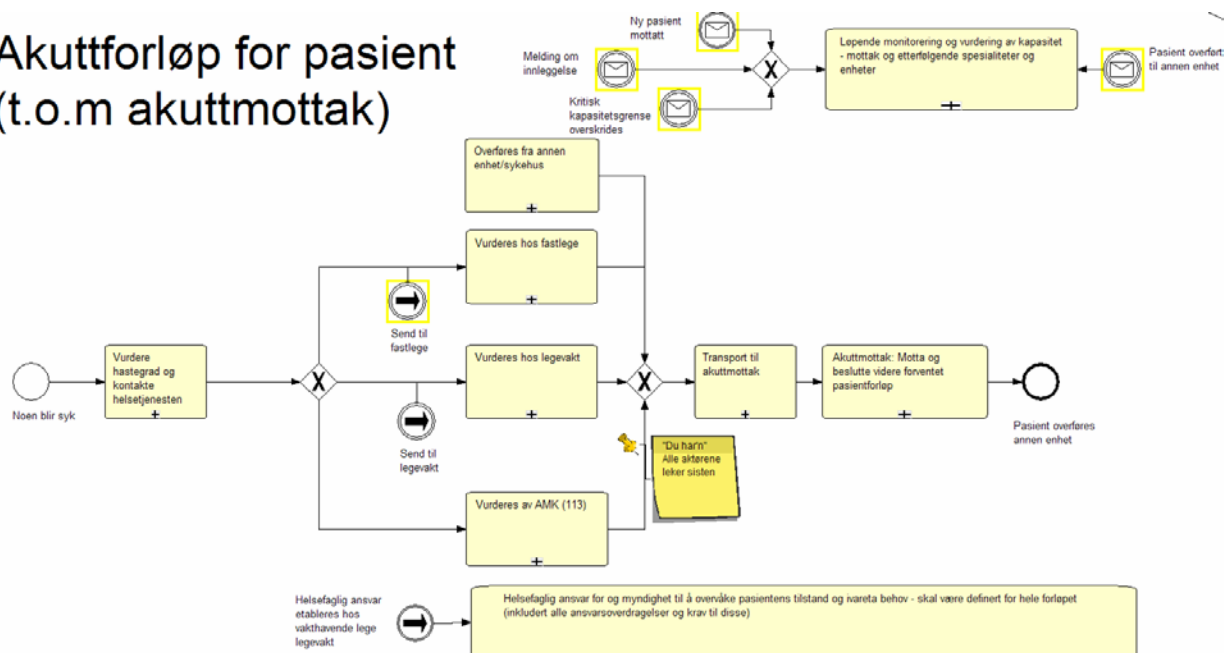 Akuttforløp for pasient
(t.o.m akuttmottak)
Ny pasient
mottatt
Melding om
innleggelse
Kritisk
kapasitetsgrense
overskrides
Løpende monitorering og vurdering av kapasitet
- mottak og etterfølgende spesialiteter og
enheter
Pasient overført
til annen enhet
Overføres fra annen
enhet/sykehus
Vurderes hos fastlege
Send til
fastlege
Noen blir syk
Vurdere
hastegrad og
kontakte
helsetjenesten
Vurderes hos legevakt
Send til
legevakt
Transport til
akuttmottak
Akuttmottak: Motta og
beslutte videre forventet
pasientforløp
Pasient overføres
annen enhet
"Du har'n"
Alle aktørene
leker sisten
Vurderes av AMK (113)
Helsefaglig ansvar
etableres hos
vakthavende lege
legevakt
Helsefaglig ansvar for og myndighet til å overvåke pasientens tilstand og ivareta behov - skal være definert for hele forløpet
(inkludert alle ansvarsoverdragelser og krav til disse)